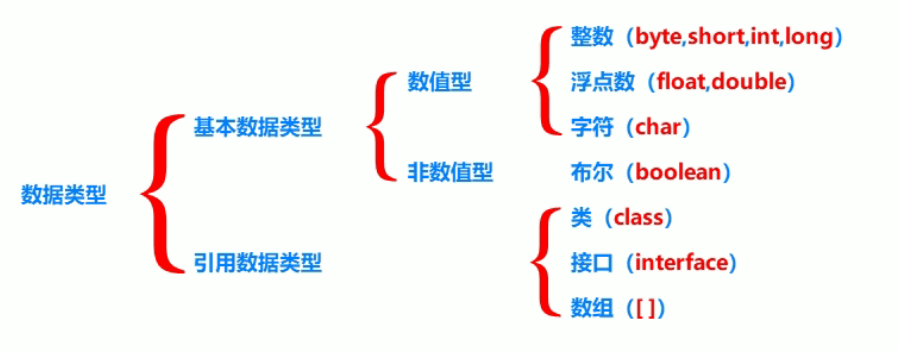 整数（byte,short,int,long）
数值型
浮点数（float,double）
基本数据类型
字符（char）
非数值型
布尔（boolean）
数据类型
类（class）
引用数据类型
接口（interface）
数组（[ ]）